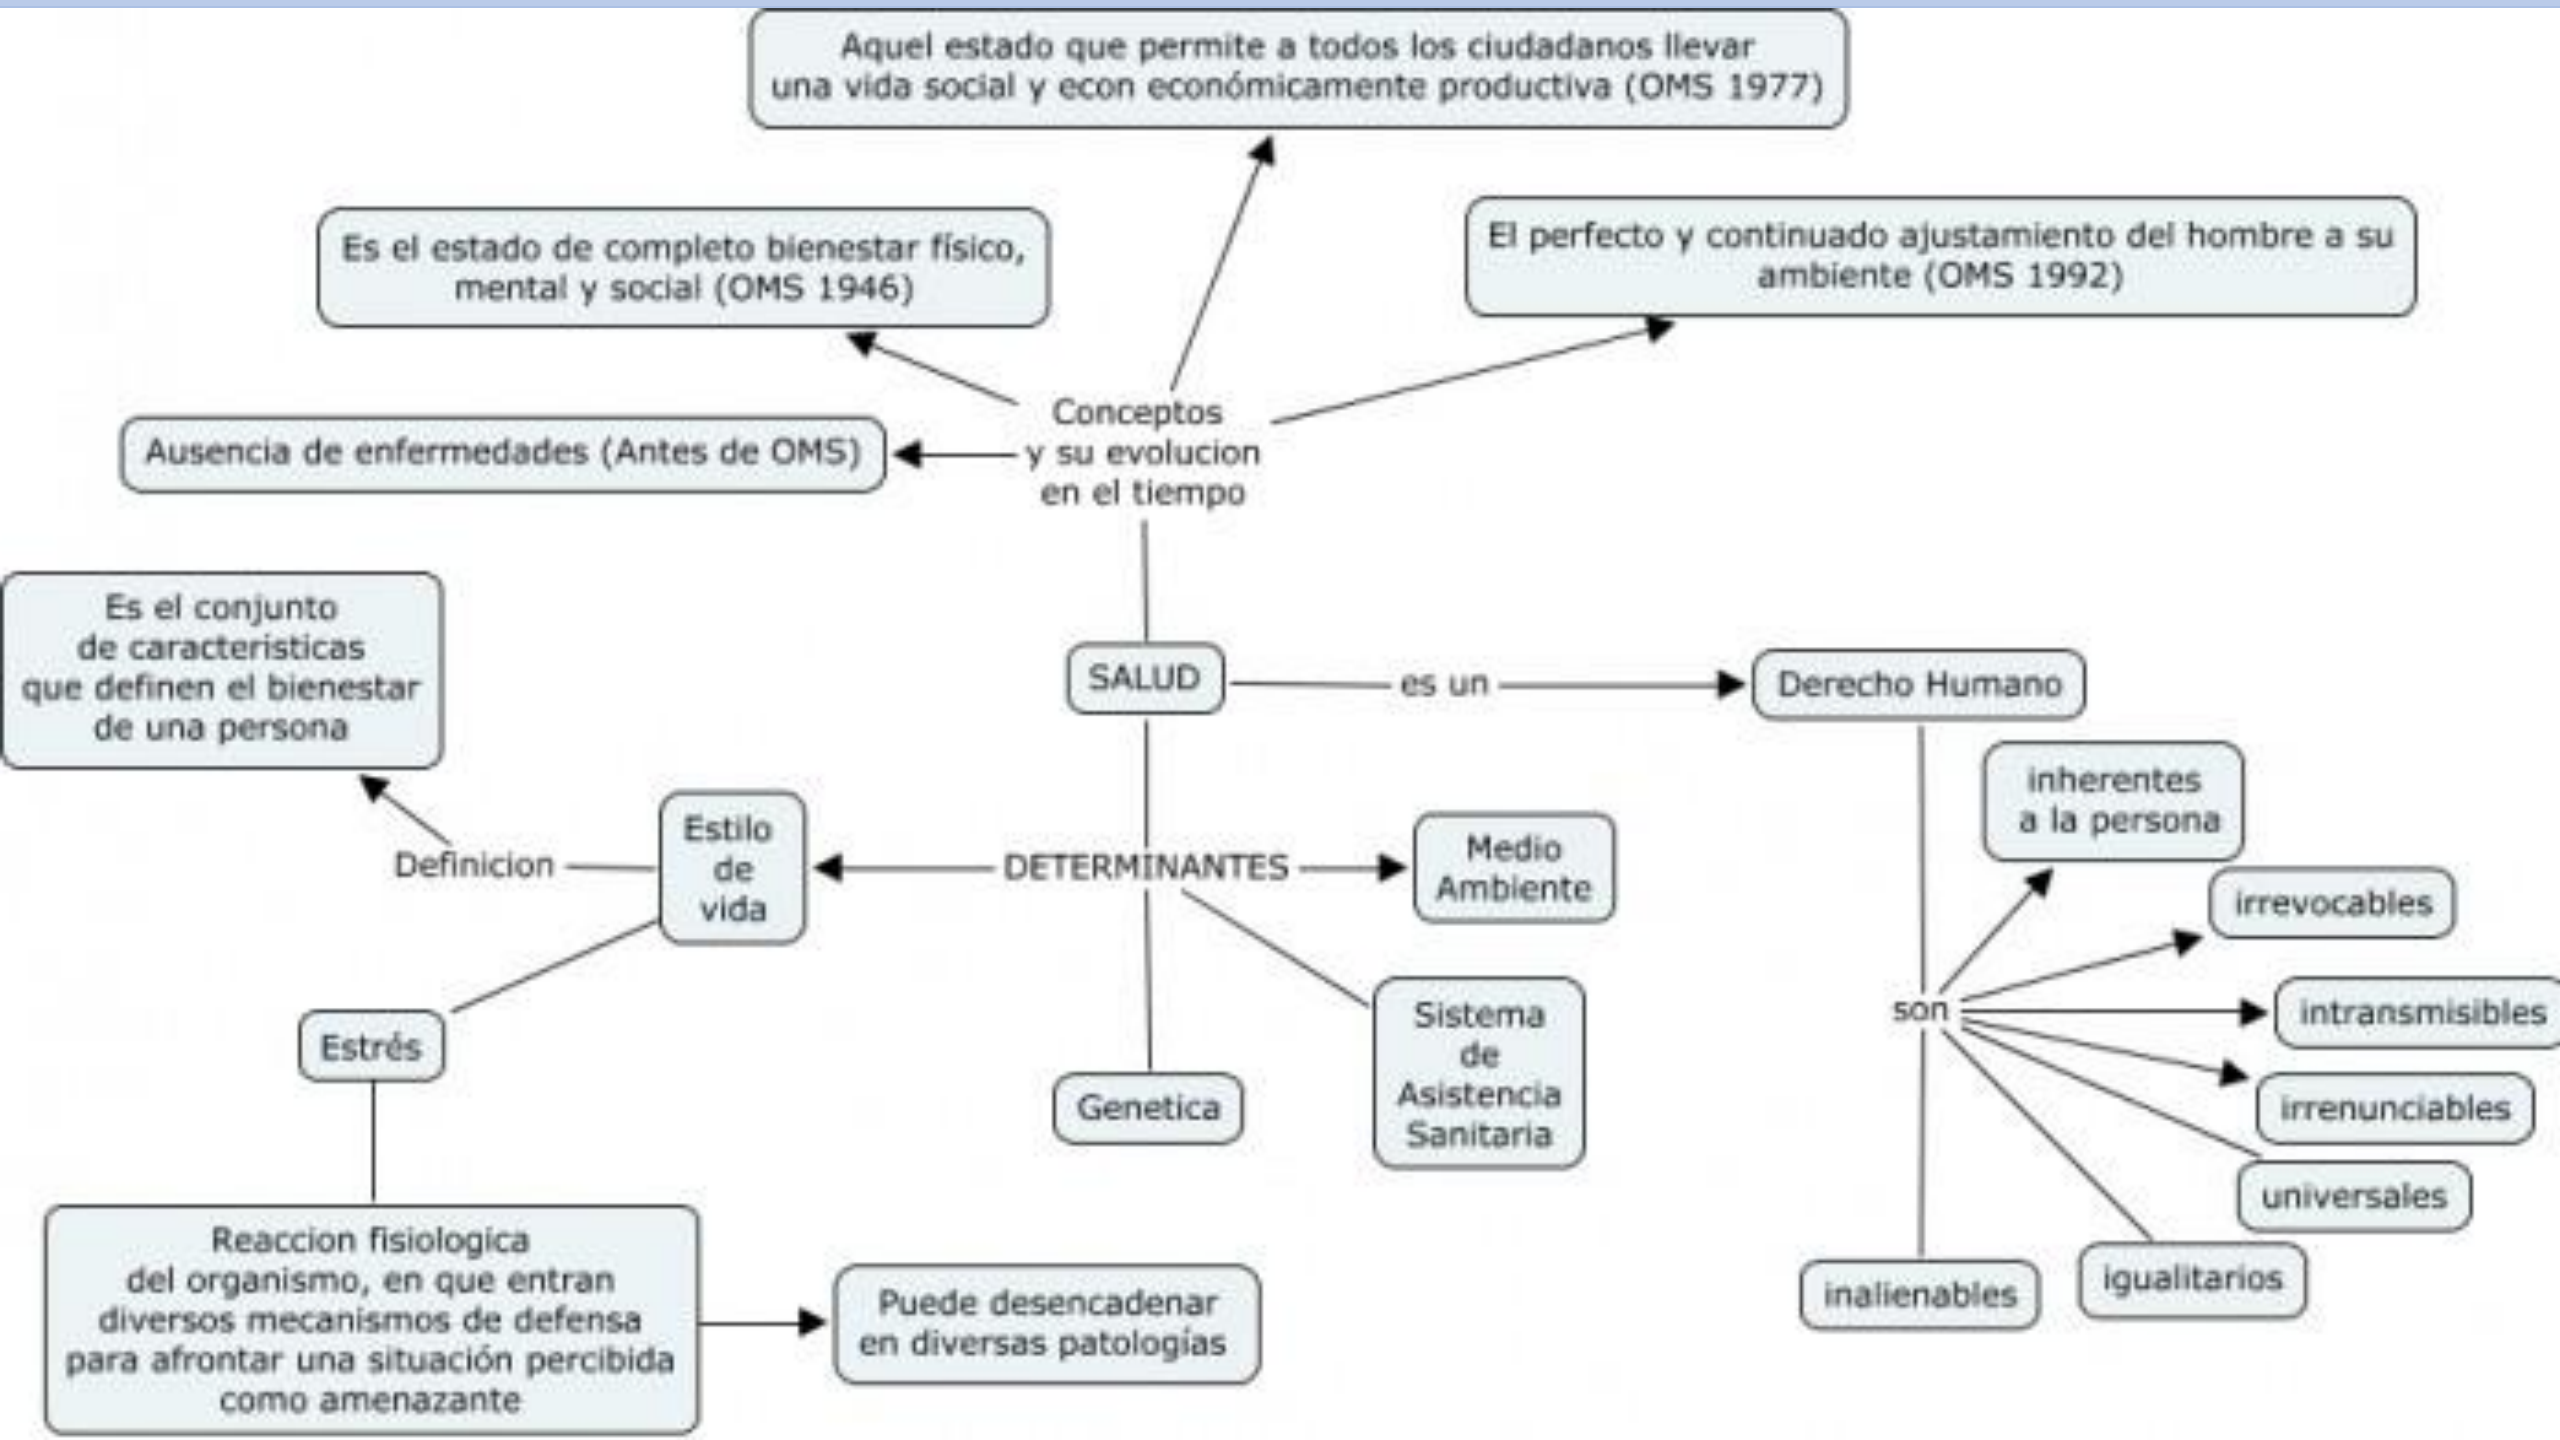 Aquel estado que permite a todos los ciudadanos llevar
una vida social y econ económicamente productiva (OMS 1977)
Es el estado de completo bienestar físico,
mental y social (OMS 1946)
El perfecto y continuado ajustamiento del hombre a su
ambiente (OMS 1992)
Ausencia de enfermedades (Antes de OMS)
Conceptos
y su evolucion
en el tiempo
Es el conjunto
de caracteristicas
que definen el bienestar
de una persona
SALUD
es un
Derecho Humano
Definicion
Estilo
de
vida
DETERMINANTES
Medio
Ambiente
inherentes
a la persona
irrevocables
son
intransmisibles
irrenunciables
universales
igualitarios
inalienables
Estrés
Genetica
Sistema
de
Asistencia
Sanitaria
Reaccion fisiologica
del organismo, en que entran
diversos mecanismos de defensa
para afrontar una situación percibida
como amenazante
Puede desencadenar
en diversas patologías